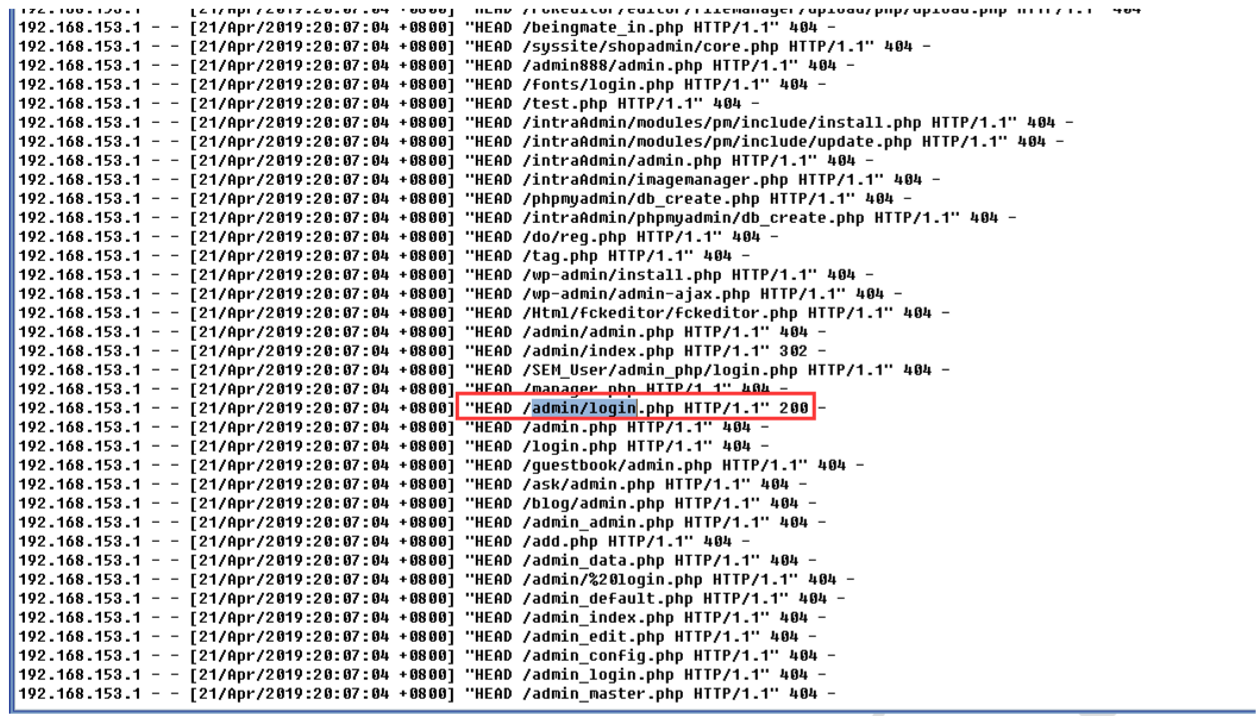 192.168.153.1 - - [21/Apr/2019:20:07:04 +0800] "HEAD /fckeditor/editor/filemanager/upload/php/upload.php HTTP/1.1" 404
192.168.153.1 - - [21/Apr/2019:20:07:04 +0800] "HEAD /beingmate_in.php HTTP/1.1" 404 -
192.168.153.1 - - [21/Apr/2019:20:07:04 +0800] "HEAD /syssite/shopadmin/core.php HTTP/1.1" 404 -
192.168.153.1 - - [21/Apr/2019:20:07:04 +0800] "HEAD /admin888/admin.php HTTP/1.1" 404 -
192.168.153.1 - - [21/Apr/2019:20:07:04 +0800] "HEAD /fonts/login.php HTTP/1.1" 404 -
192.168.153.1 - - [21/Apr/2019:20:07:04 +0800] "HEAD /test.php HTTP/1.1" 404 -
192.168.153.1 - - [21/Apr/2019:20:07:04 +0800] "HEAD /intraAdmin/modules/pm/include/install.php HTTP/1.1" 404 -
192.168.153.1 - - [21/Apr/2019:20:07:04 +0800] "HEAD /intraAdmin/modules/pm/include/update.php HTTP/1.1" 404 -
192.168.153.1 - - [21/Apr/2019:20:07:04 +0800] "HEAD /intraAdmin/admin.php HTTP/1.1" 404 -
192.168.153.1 - - [21/Apr/2019:20:07:04 +0800] "HEAD /intraAdmin/imagemanager.php HTTP/1.1" 404 -
192.168.153.1 - - [21/Apr/2019:20:07:04 +0800] "HEAD /phpmyadmin/db_create.php HTTP/1.1" 404 -
192.168.153.1 - - [21/Apr/2019:20:07:04 +0800] "HEAD /intraAdmin/phpmyadmin/db_create.php HTTP/1.1" 404 -
192.168.153.1 - - [21/Apr/2019:20:07:04 +0800] "HEAD /do/reg.php HTTP/1.1" 404 -
192.168.153.1 - - [21/Apr/2019:20:07:04 +0800] "HEAD /tag.php HTTP/1.1" 404 -
192.168.153.1 - - [21/Apr/2019:20:07:04 +0800] "HEAD /wp-admin/install.php HTTP/1.1" 404 -
192.168.153.1 - - [21/Apr/2019:20:07:04 +0800] "HEAD /wp-admin/admin-ajax.php HTTP/1.1" 404 -
192.168.153.1 - - [21/Apr/2019:20:07:04 +0800] "HEAD /Html/fckeditor/fckeditor.php HTTP/1.1" 404 -
192.168.153.1 - - [21/Apr/2019:20:07:04 +0800] "HEAD /admin/admin.php HTTP/1.1" 404 -
192.168.153.1 - - [21/Apr/2019:20:07:04 +0800] "HEAD /admin/index.php HTTP/1.1" 302 -
192.168.153.1 - - [21/Apr/2019:20:07:04 +0800] "HEAD /SEM_User/admin_php/login.php HTTP/1.1" 404 -
192.168.153.1 - - [21/Apr/2019:20:07:04 +0800] "HEAD /manager.php HTTP/1.1" 404 -
192.168.153.1 - - [21/Apr/2019:20:07:04 +0800] "HEAD /admin/login.php HTTP/1.1" 200 -
192.168.153.1 - - [21/Apr/2019:20:07:04 +0800] "HEAD /admin.php HTTP/1.1" 404 -
192.168.153.1 - - [21/Apr/2019:20:07:04 +0800] "HEAD /login.php HTTP/1.1" 404 -
192.168.153.1 - - [21/Apr/2019:20:07:04 +0800] "HEAD /guestbook/admin.php HTTP/1.1" 404 -
192.168.153.1 - - [21/Apr/2019:20:07:04 +0800] "HEAD /ask/admin.php HTTP/1.1" 404 -
192.168.153.1 - - [21/Apr/2019:20:07:04 +0800] "HEAD /blog/admin.php HTTP/1.1" 404 -
192.168.153.1 - - [21/Apr/2019:20:07:04 +0800] "HEAD /admin_admin.php HTTP/1.1" 404 -
192.168.153.1 - - [21/Apr/2019:20:07:04 +0800] "HEAD /add.php HTTP/1.1" 404 -
192.168.153.1 - - [21/Apr/2019:20:07:04 +0800] "HEAD /admin_data.php HTTP/1.1" 404 -
192.168.153.1 - - [21/Apr/2019:20:07:04 +0800] "HEAD /admin/%20login.php HTTP/1.1" 404 -
192.168.153.1 - - [21/Apr/2019:20:07:04 +0800] "HEAD /admin_default.php HTTP/1.1" 404 -
192.168.153.1 - - [21/Apr/2019:20:07:04 +0800] "HEAD /admin_index.php HTTP/1.1" 404 -
192.168.153.1 - - [21/Apr/2019:20:07:04 +0800] "HEAD /admin_edit.php HTTP/1.1" 404 -
192.168.153.1 - - [21/Apr/2019:20:07:04 +0800] "HEAD /admin_config.php HTTP/1.1" 404 -
192.168.153.1 - - [21/Apr/2019:20:07:04 +0800] "HEAD /admin_login.php HTTP/1.1" 404 -
192.168.153.1 - - [21/Apr/2019:20:07:04 +0800] "HEAD /admin_master.php HTTP/1.1" 404 -